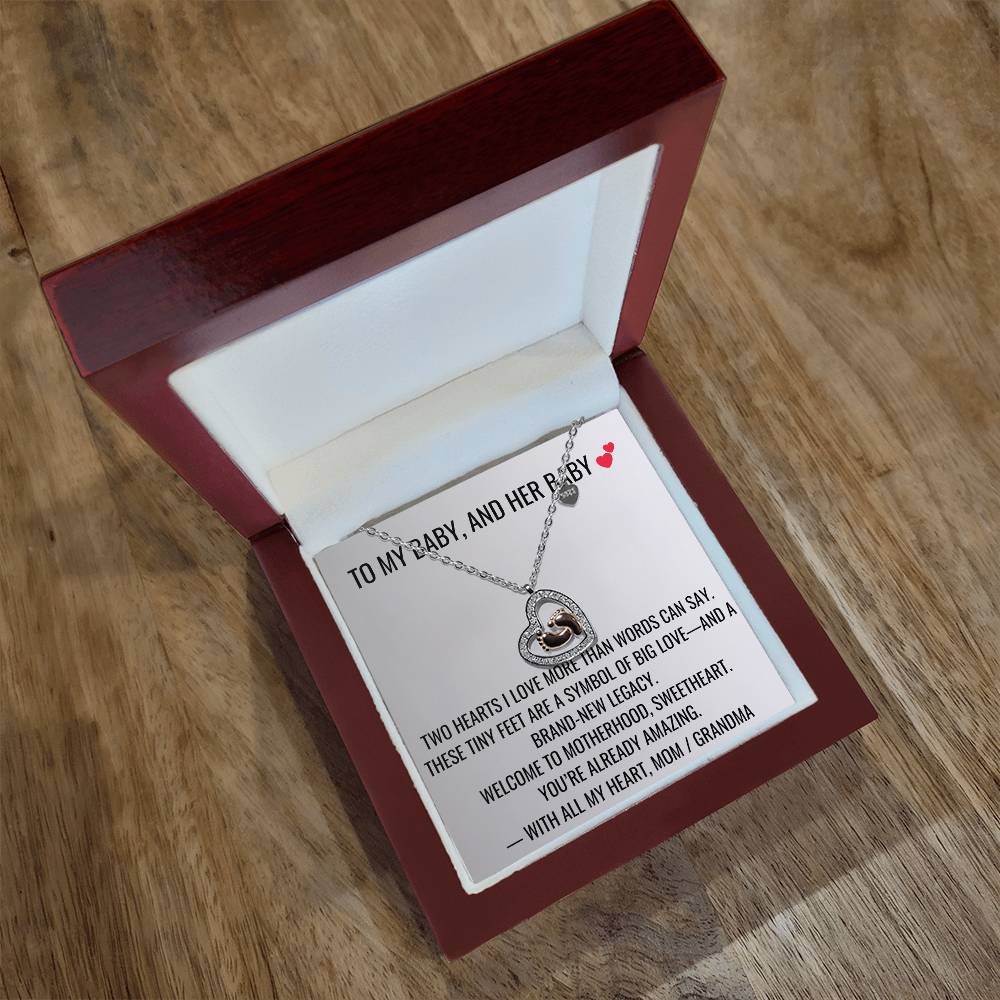 TO MY BABY, AND HER BABY 💕
TWO HEARTS I LOVE MORE THAN WORDS CAN SAY.
THESE TINY FEET ARE A SYMBOL OF BIG LOVE—AND A
BRAND-NEW LEGACY.
WELCOME TO MOTHERHOOD, SWEETHEART.
YOU'RE ALREADY AMAZING.
— WITH ALL MY HEART, MOM / GRANDMA